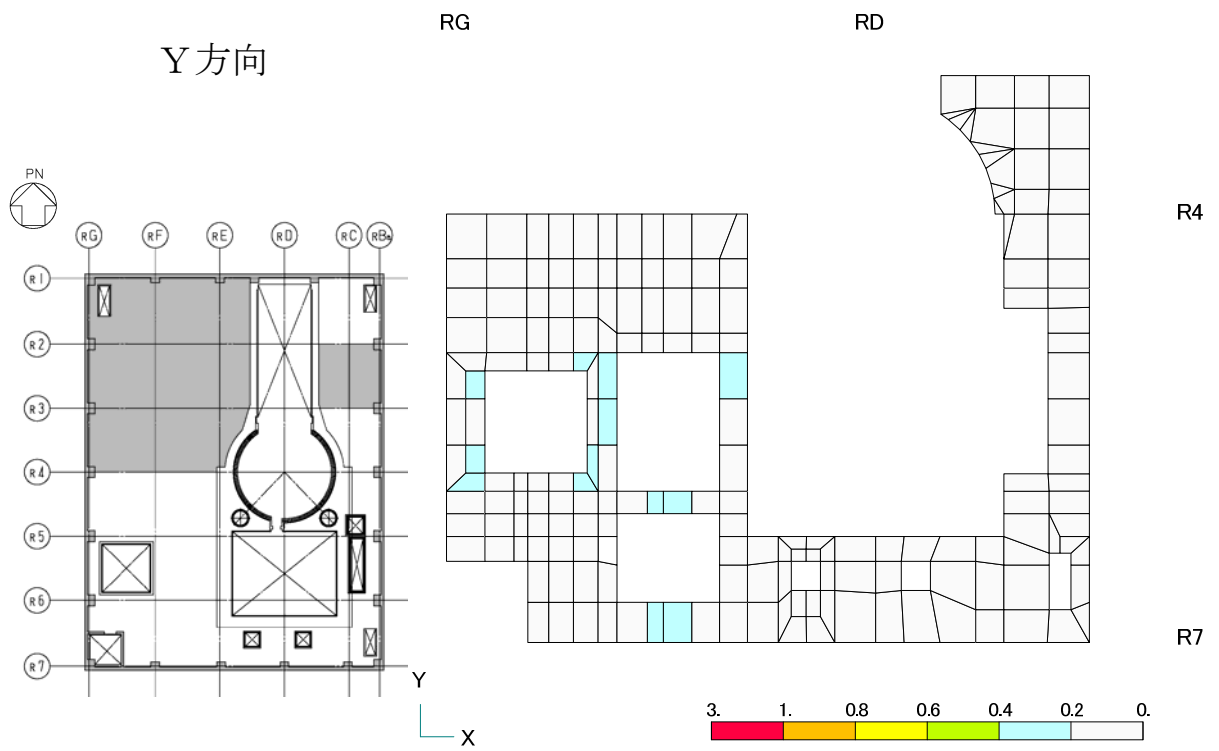 RG RD
Y方向
PN
RG RF RE RD RC RBa
R4
R1
R2
R3
R4
R5
R6
R7
R7
Y
X
3. 1. 0.8 0.6 0.4 0.2 0.